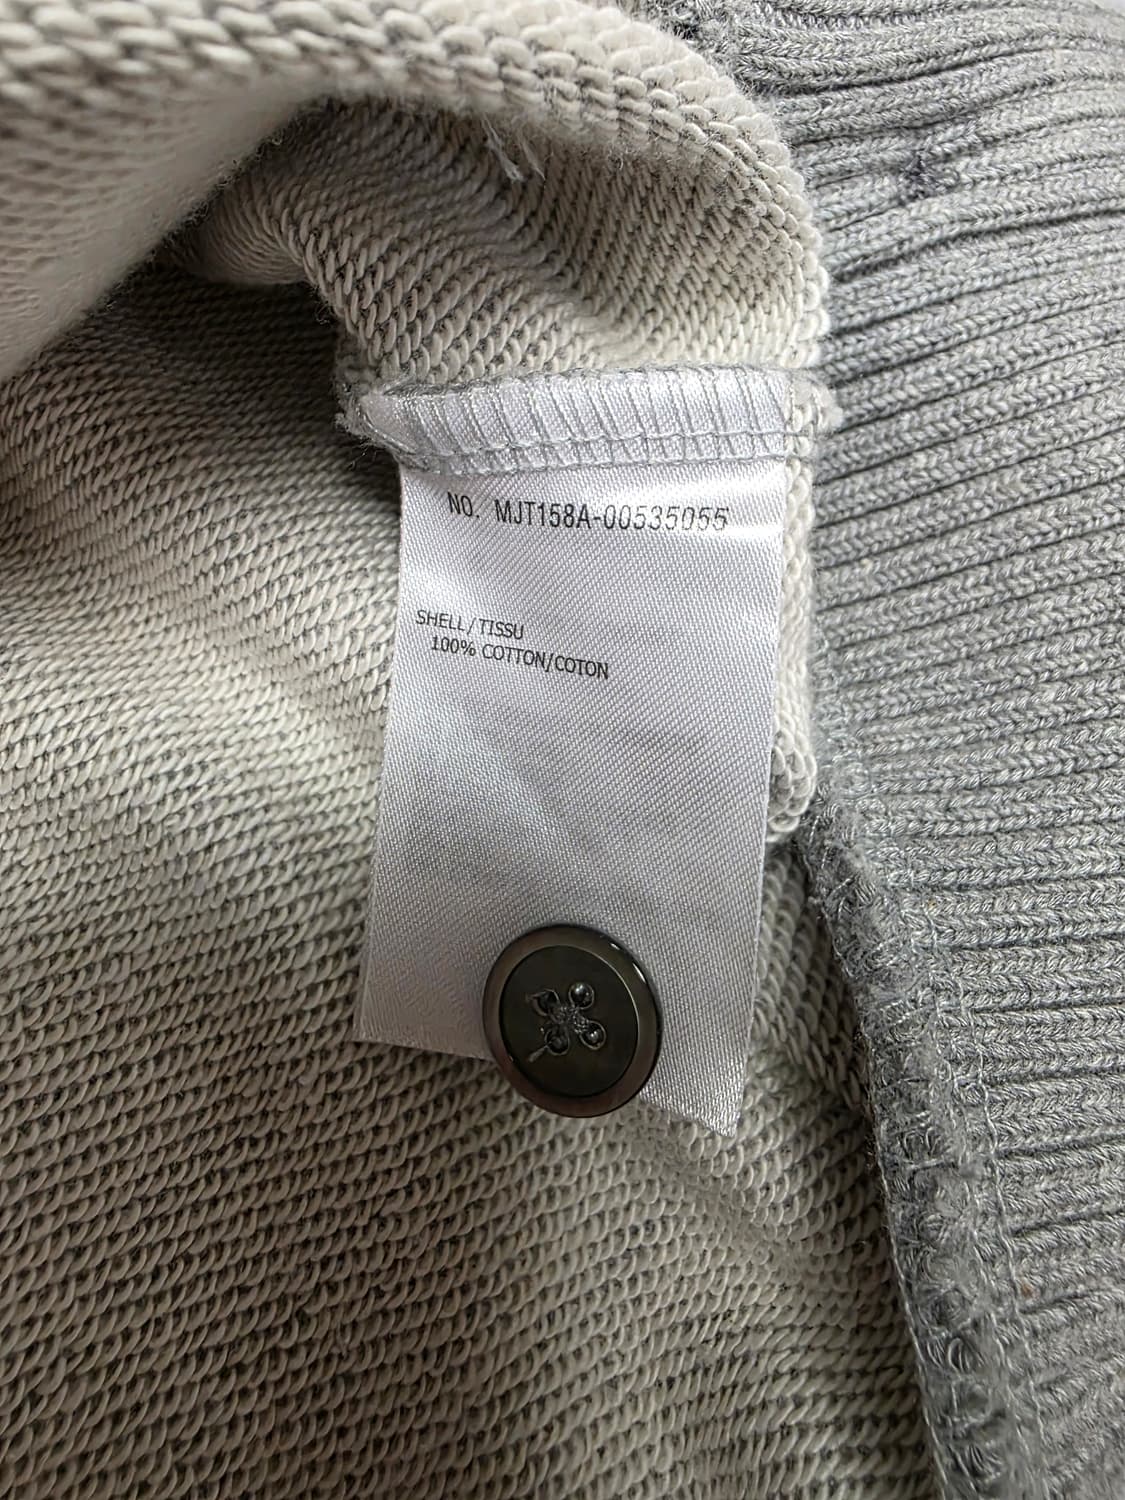 NO. MJT158A-00535055
SHELL/TISSU
100% COTTON/COTON